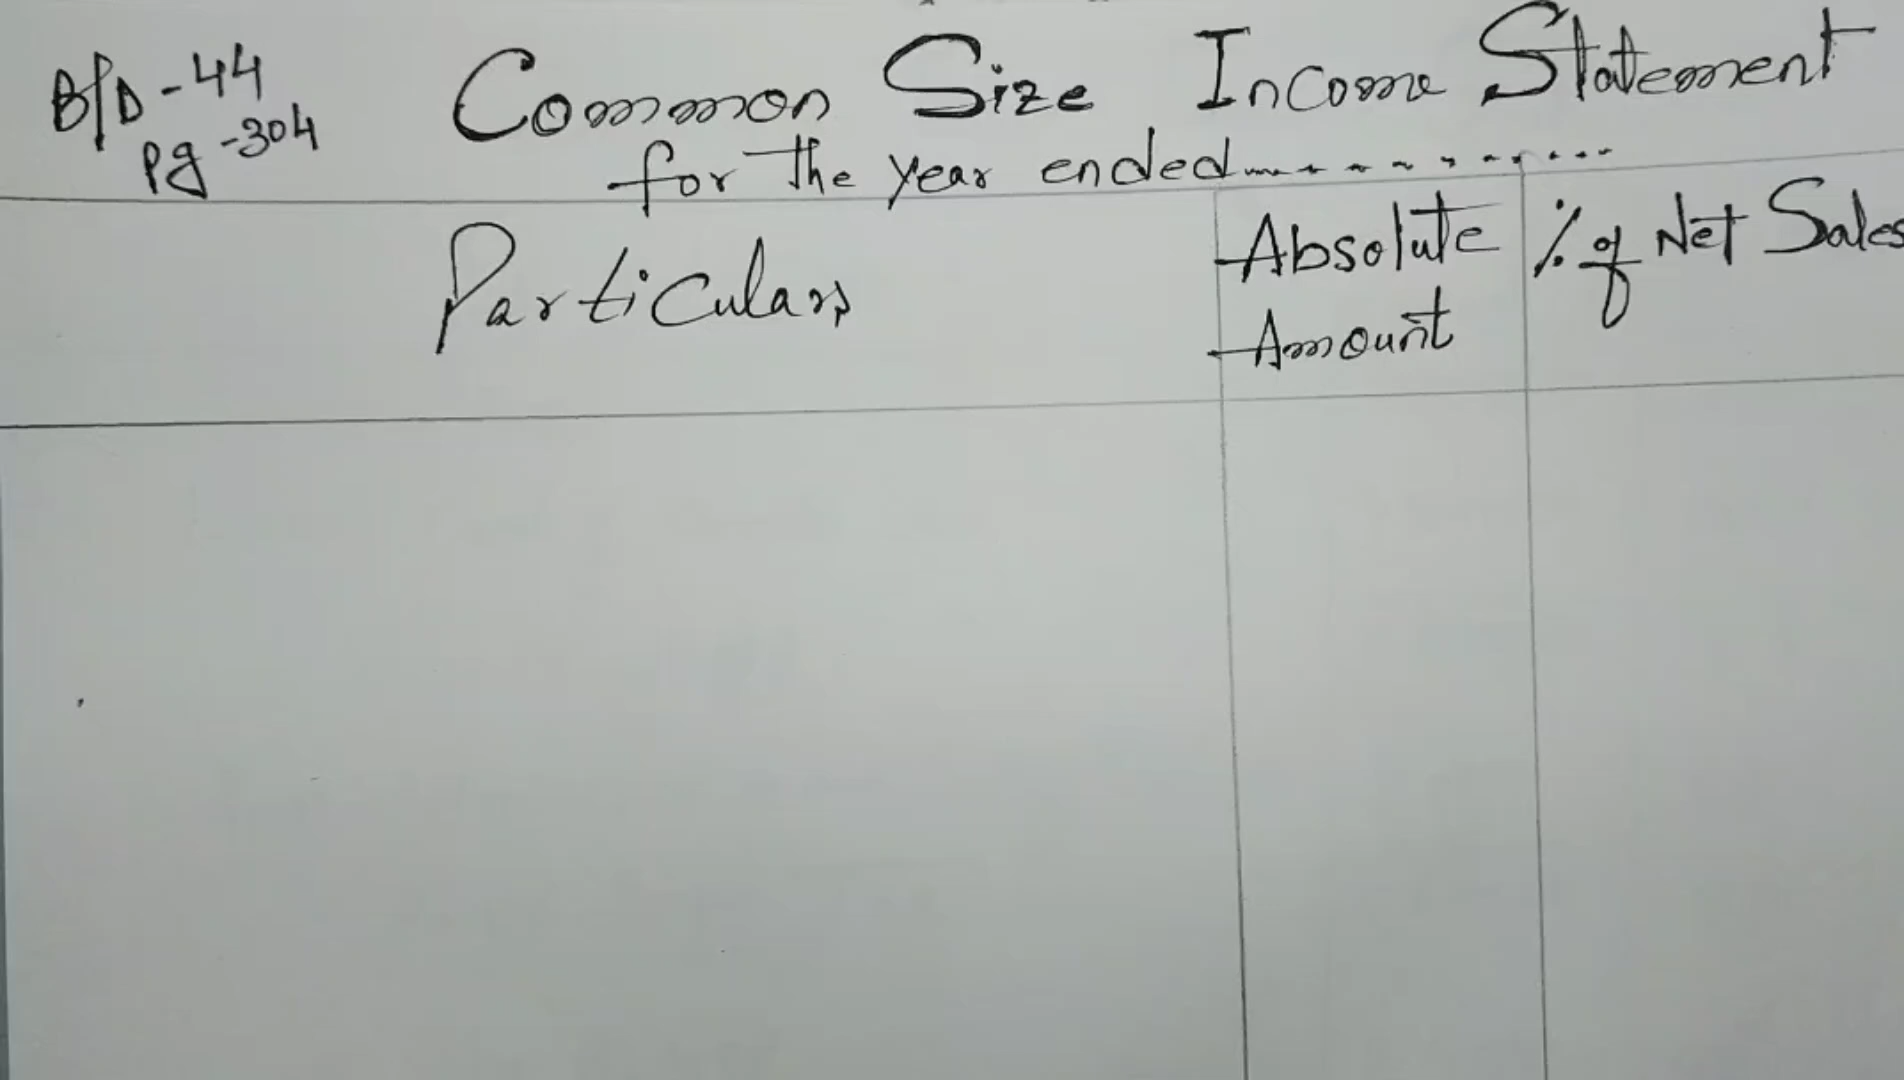 B/D - 44
Pg - 304
Common Size Income Statement
for the year ended...........
Particulars
Absolute Amount
% of Net Sales